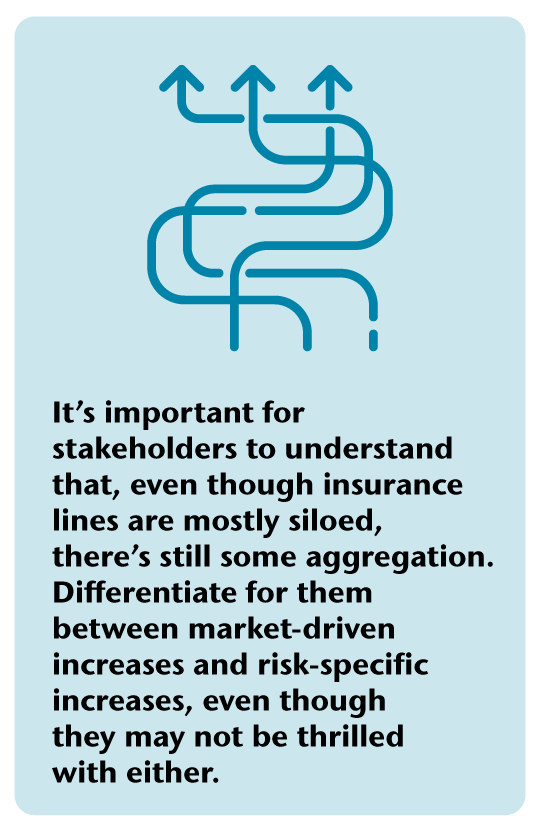 It’s important for
stakeholders to understand
that, even though insurance
lines are mostly siloed,
there’s still some aggregation.
Differentiate for them
between market-driven
increases and risk-specific
increases, even though
they may not be thrilled
with either.